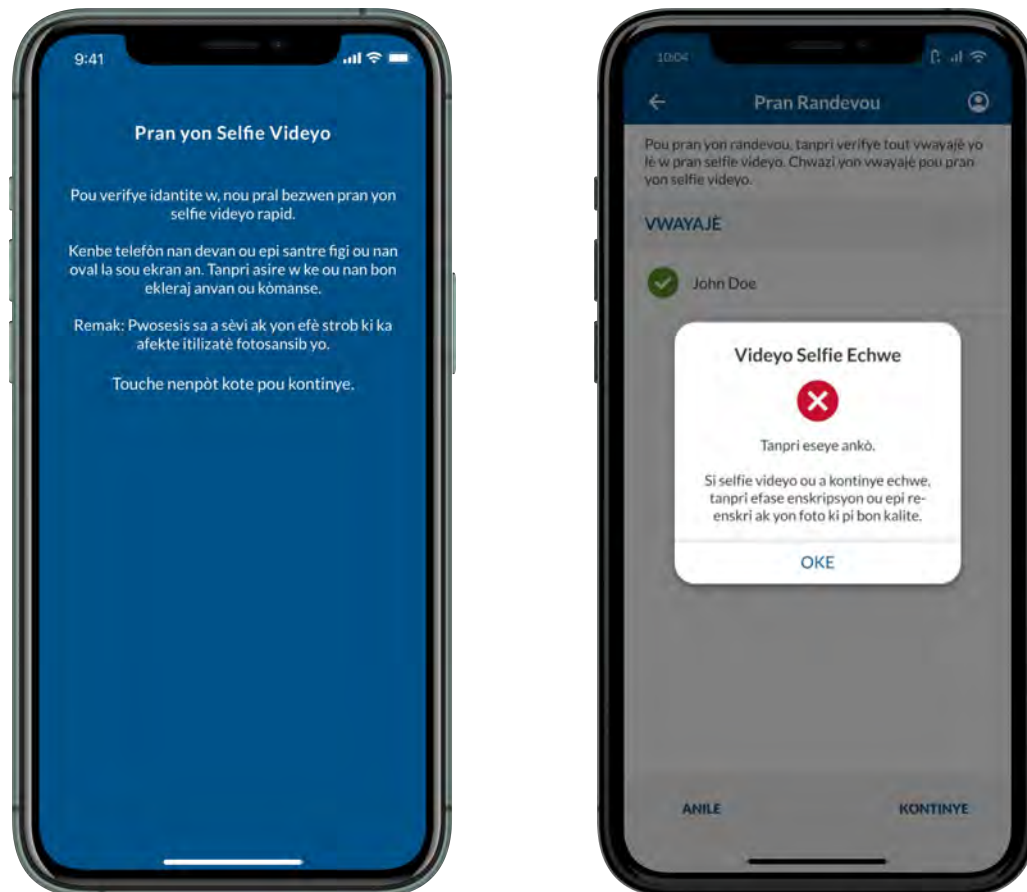 9:41
Pran yon Selfie Videyo
Pou verifye idantite w, nou pral bezwen pran yon
selfie videyo rapid.
Kenbe telefòn nan devan ou epi santre figi ou nan
oval la sou ekran an. Tanpri asire w ke ou nan bon
ekleraj anvan ou kòmanse.
Remak: Pwosesis sa a sèvi ak yon efè strob ki ka
afekte itilizatè fotosansib yo.
Touche nenpòt kote pou kontinye.
10:04
Pran Randevou
Pou pran yon randevou, tanpri verifye tout vwayajè yo
lè w pran selfie videyo. Chwazi yon vwayajè pou pran
yon selfie videyo.
VWAYAJÈ
John Doe
Videyo Selfie Echwe
Tanpri eseye ankò.
Si selfie videyo ou a kontinye echwe,
tanpri efase enskripsyon ou epi re-
enskri ak yon foto ki pi bon kalite.
OKE
ANILE
KONTINYE